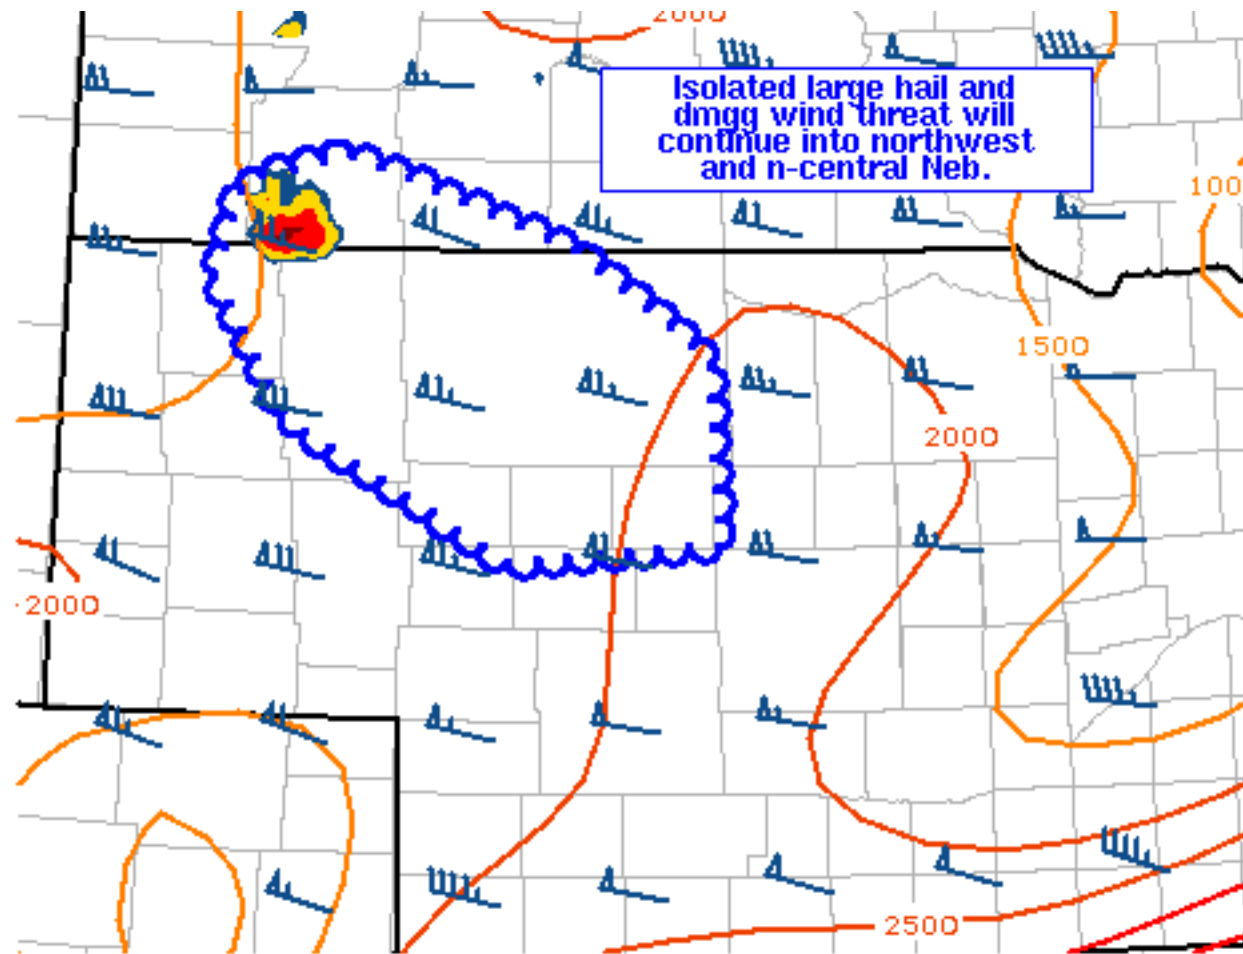 2000
Isolated large hail and
dmgg wind threat will
continue into northwest
and n-central Neb.
100
1500
2000
2000
2500